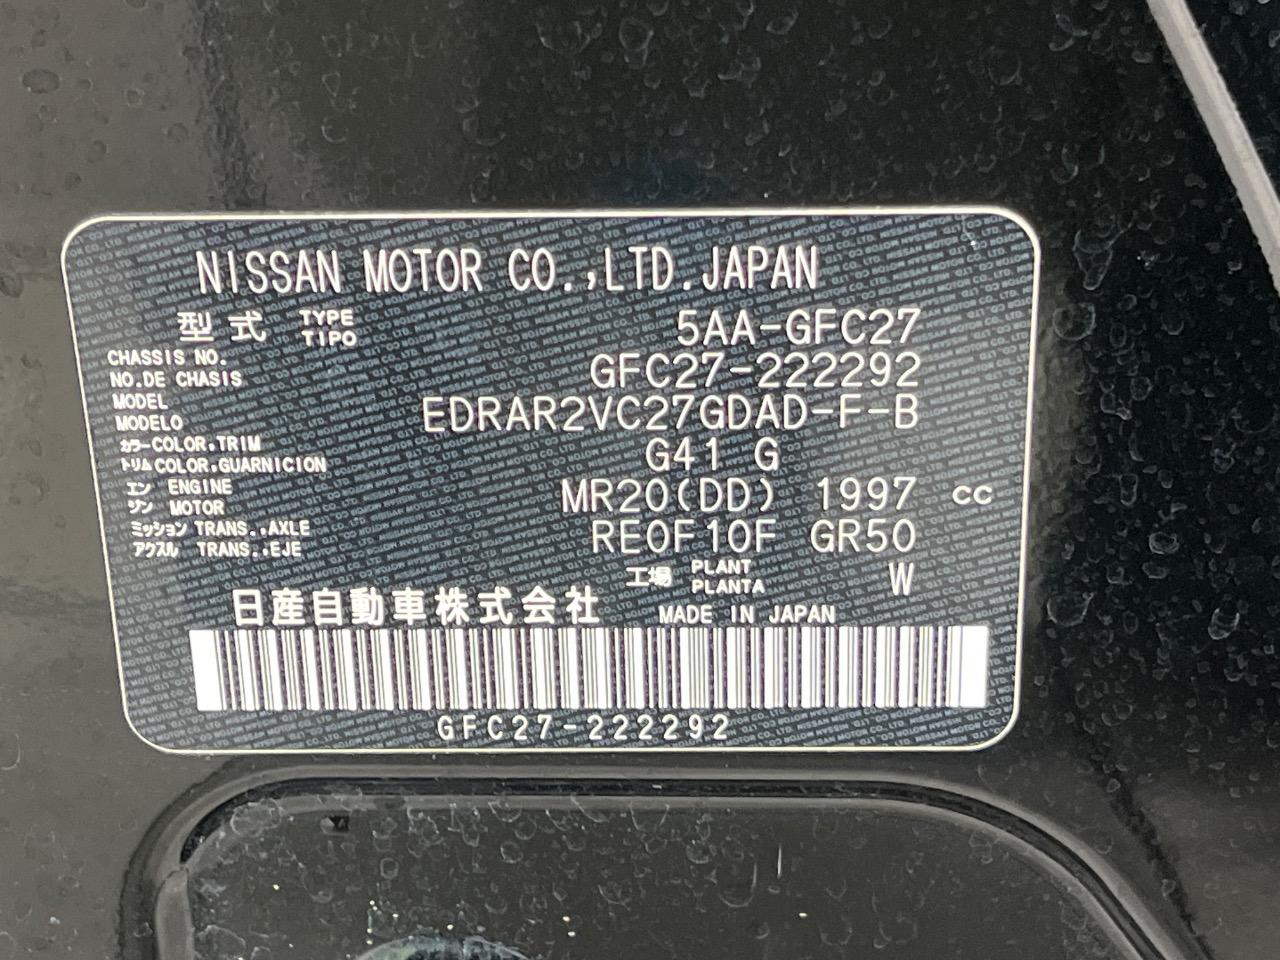 NISSAN MOTOR CO.,LTD.JAPAN
型式 TYPE TIPO 5AA-GFC27
CHASSIS NO.
NO.DE CHASIS GFC27-222292
MODEL
MODELO EDRAR2VC27GDAD-F-B
カラー COLOR.TRIM
トリム COLOR.GUARNICION G41 G
エン ENGINE
ジン MOTOR MR20(DD) 1997 cc
ミッション TRANS..AXLE
アクスル TRANS..EJE RE0F10F GR50
工場 PLANT PLANTA W
日産自動車株式会社 MADE IN JAPAN
GFC27-222292